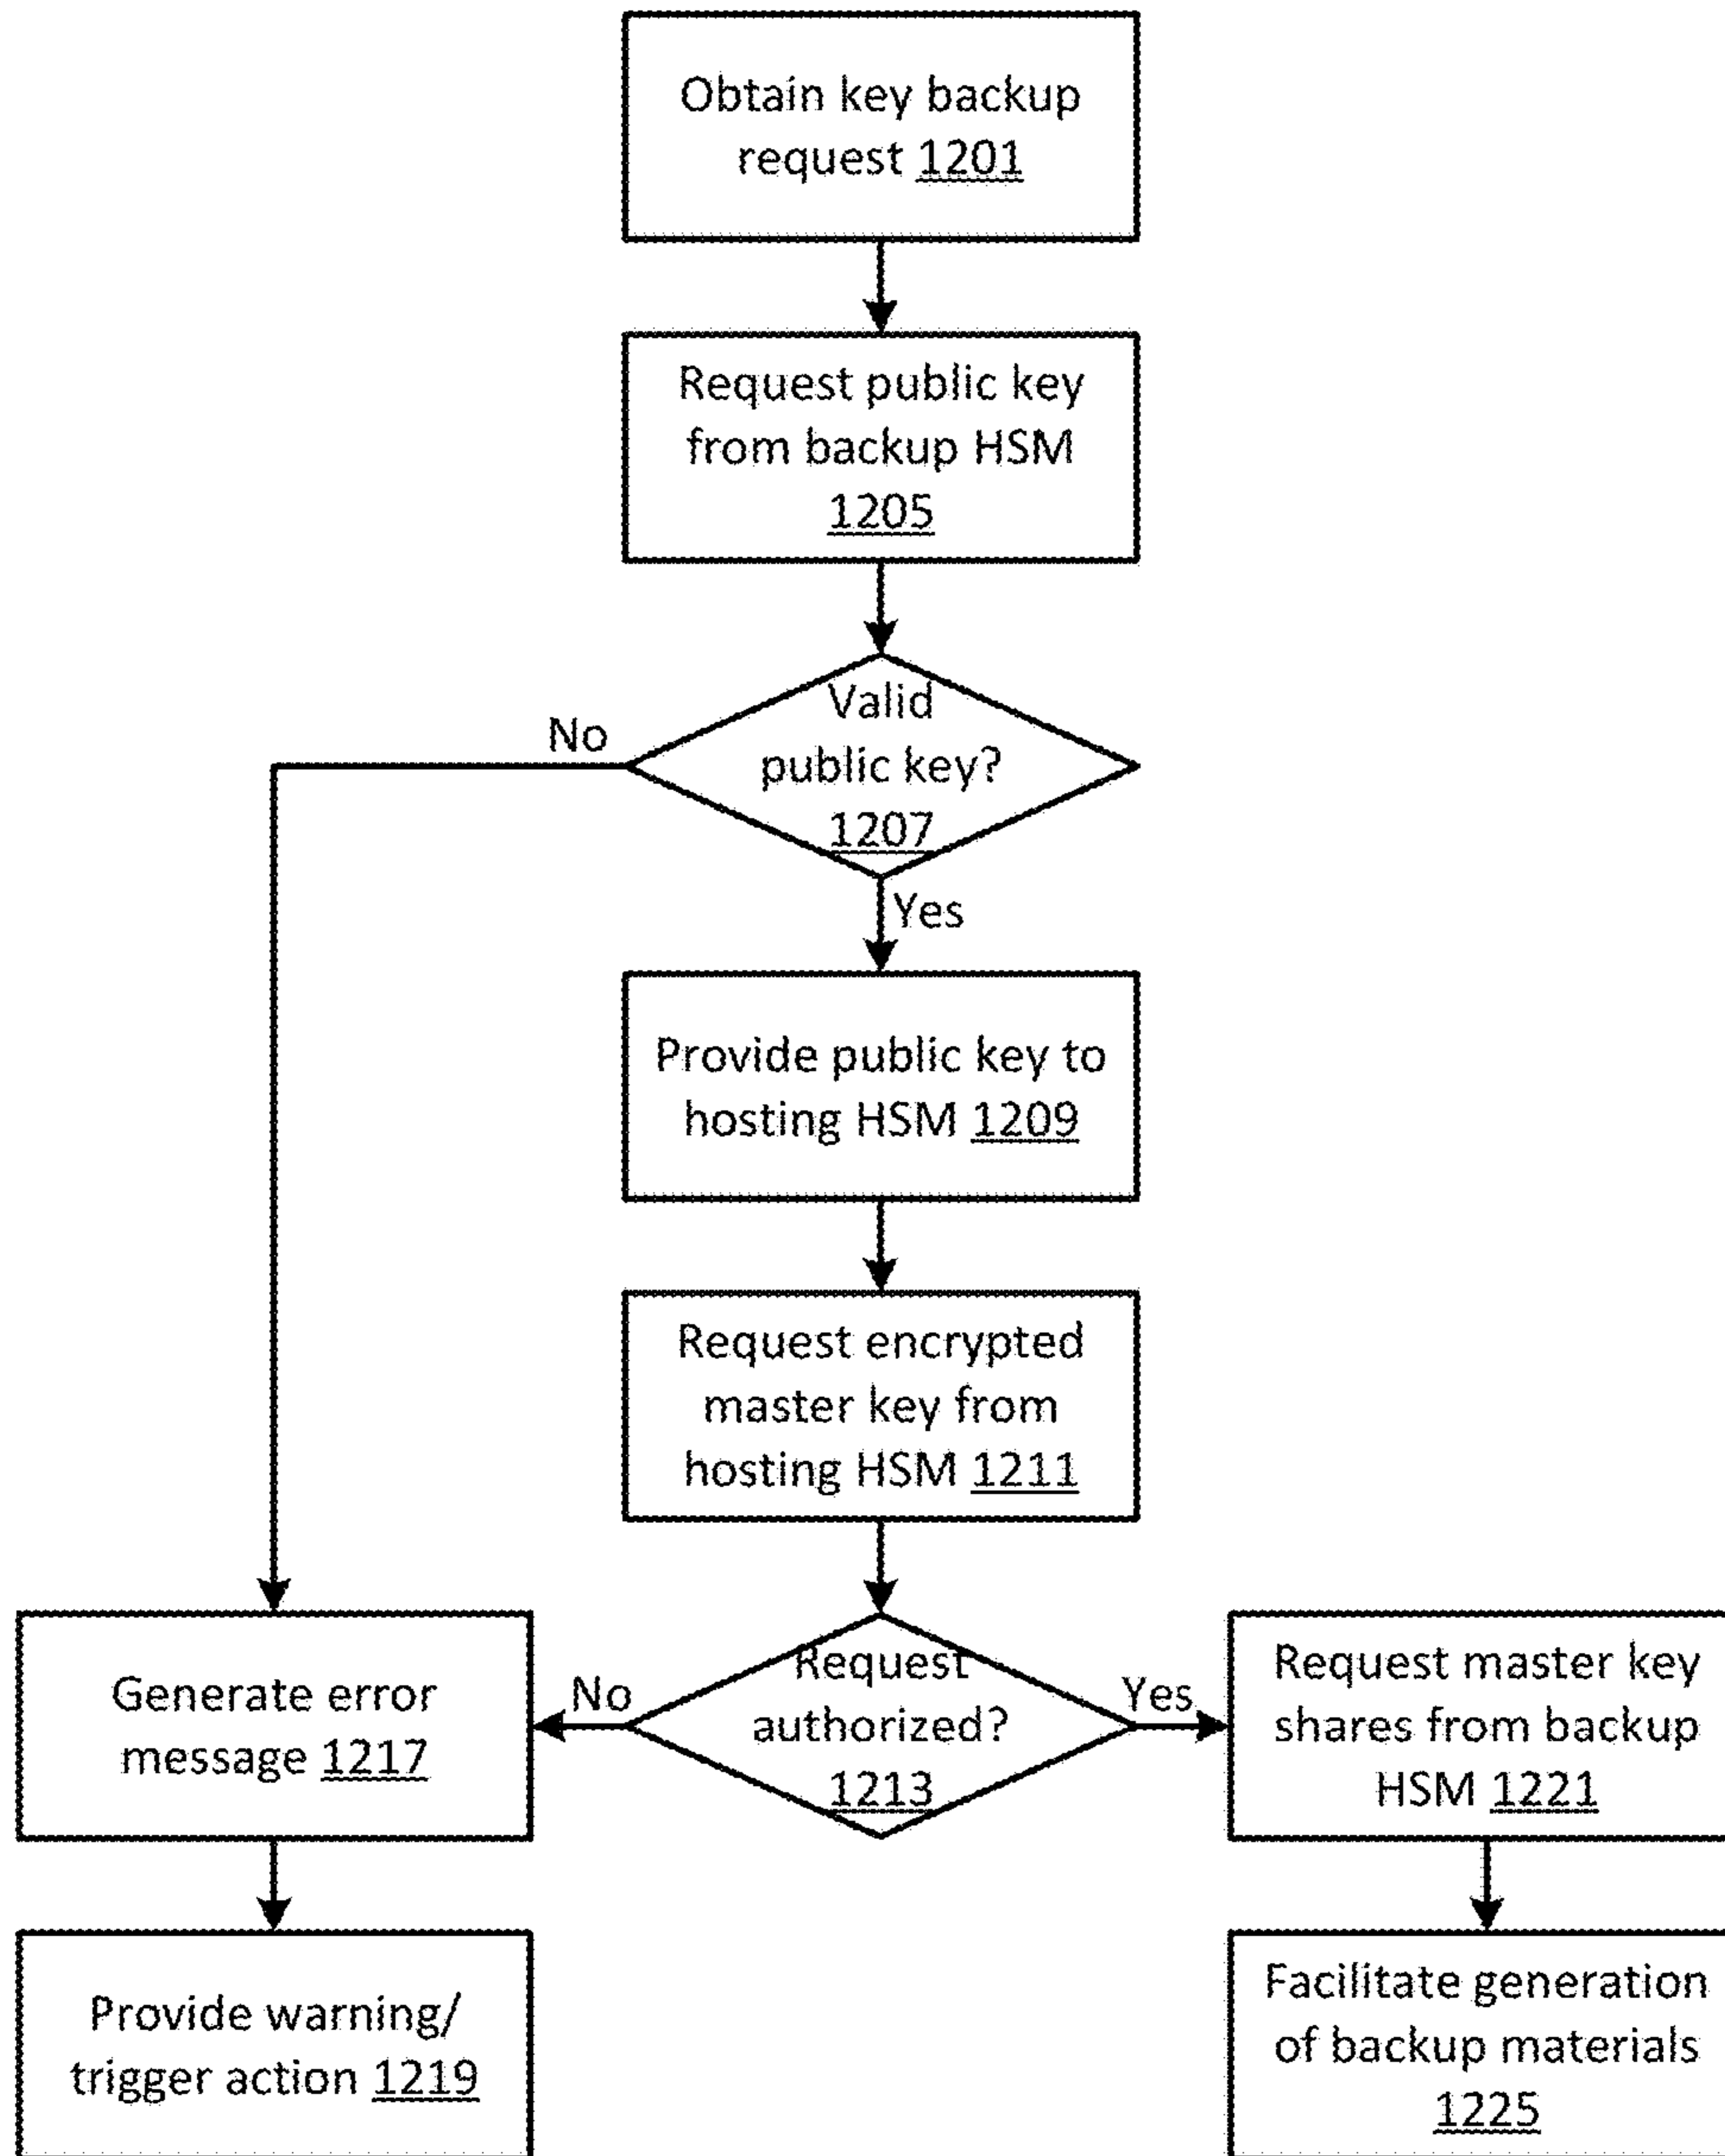 Obtain key backup
request 1201
Request public key
from backup HSM
1205
Valid
public key?
1207
No
Yes
Provide public key to
hosting HSM 1209
Request encrypted
master key from
hosting HSM 1211
Request
authorized?
1213
No
Yes
Generate error
message 1217
Request master key
shares from backup
HSM 1221
Provide warning/
trigger action 1219
Facilitate generation
of backup materials
1225